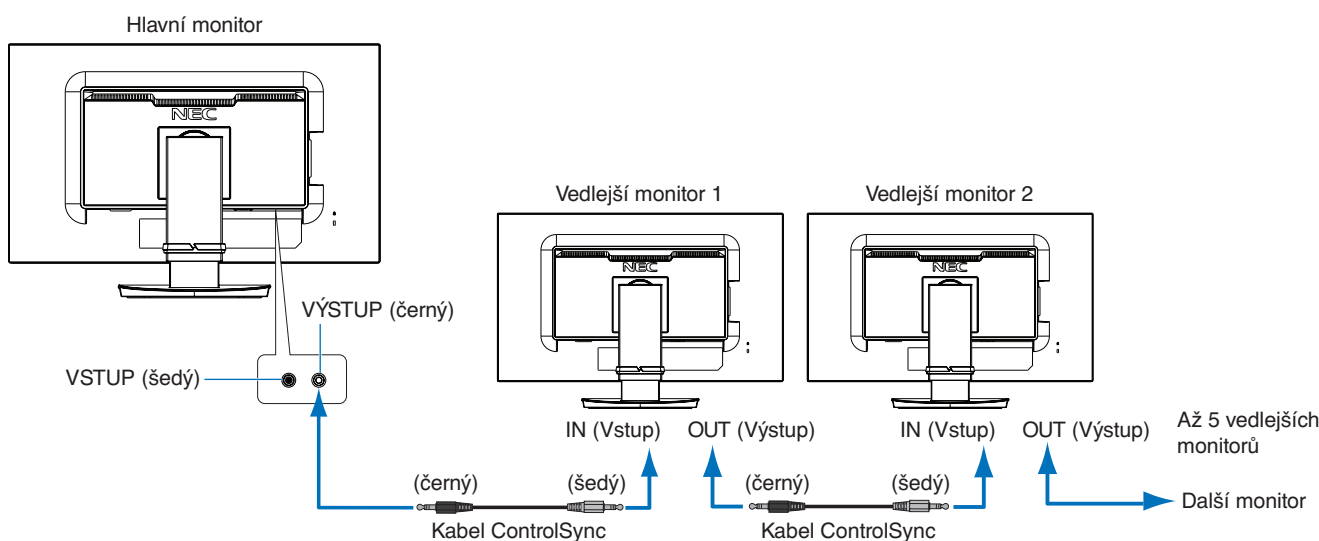 Hlavní monitor
NEC
Vedlejší monitor 1
Vedlejší monitor 2
NEC
NEC
VÝSTUP (černý)
VSTUP (šedý)
IN (Vstup)
OUT (Výstup)
IN (Vstup)
OUT (Výstup)
Až 5 vedlejších
monitorů
(černý)
(šedý)
(černý)
(šedý)
Další monitor
Kabel ControlSync
Kabel ControlSync